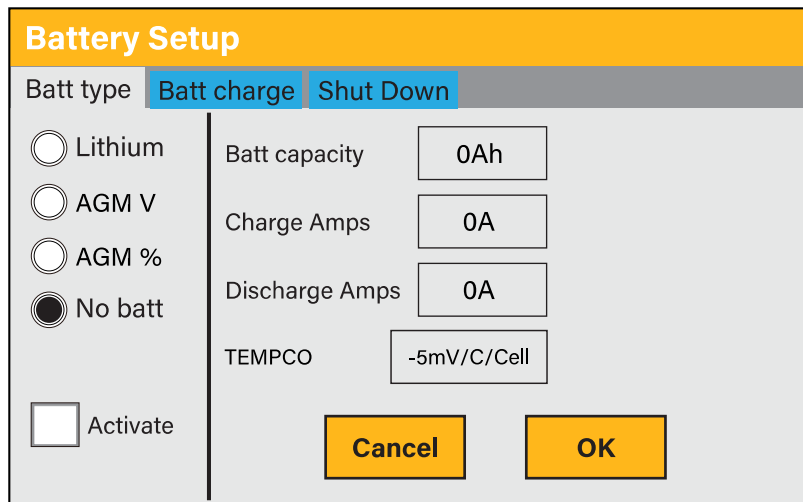 Battery Setup
Batt type Batt charge Shut Down
Lithium
AGM V
AGM %
No batt
Activate
Batt capacity 0Ah
Charge Amps 0A
Discharge Amps 0A
TEMPCO -5mV/C/Cell
Cancel OK